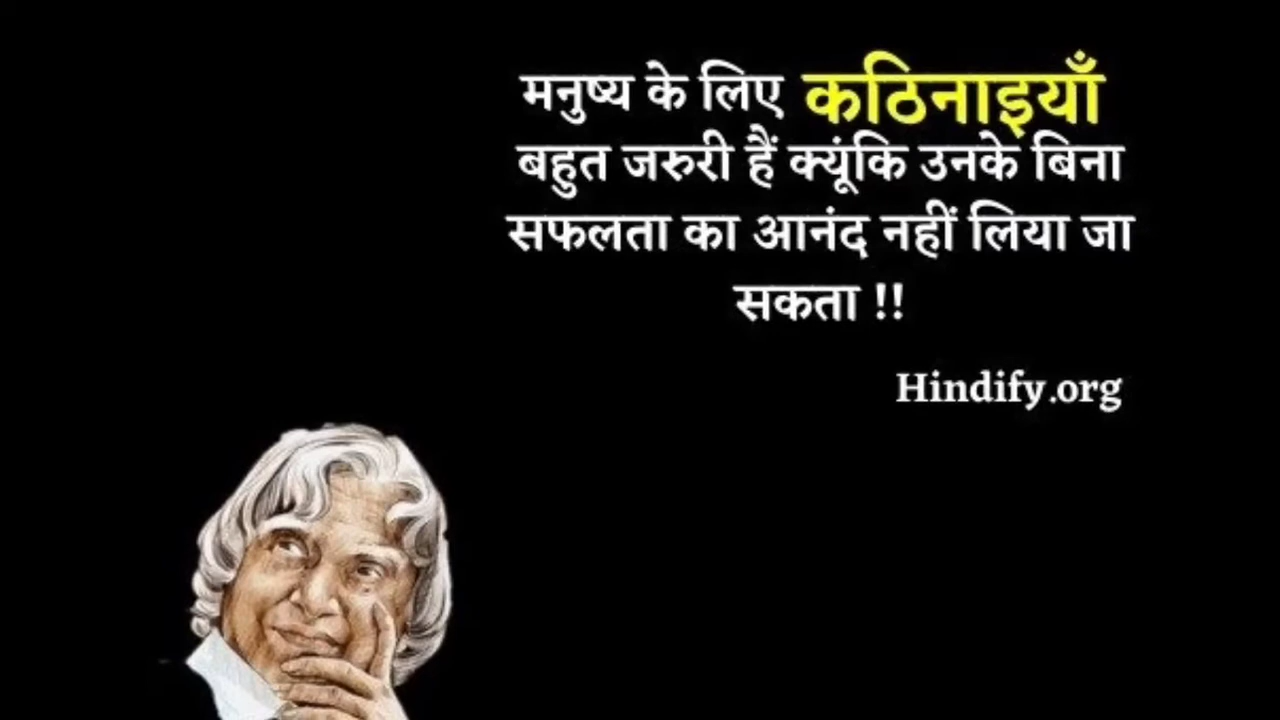 मनुष्य के लिए कठिनाइयाँ
बहुत जरुरी हैं क्यूंकि उनके बिना
सफलता का आनंद नहीं लिया जा
सकता !!
Hindify.org